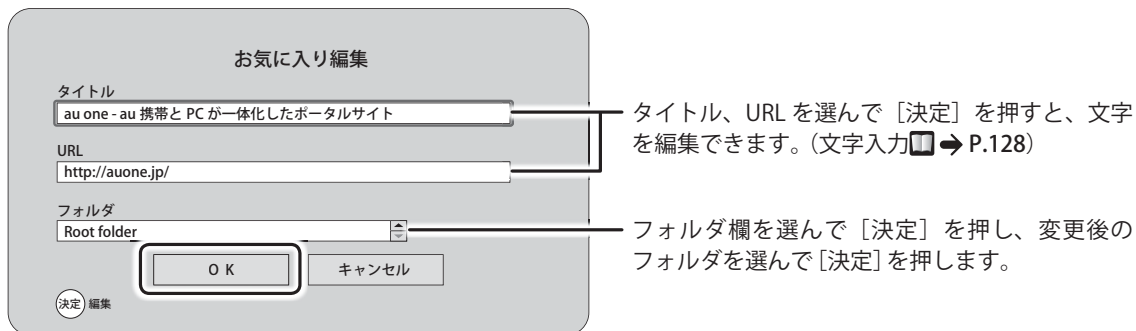 お気に入り編集
タイトル
au one - au 携帯と PC が一体化したポータルサイト
URL
http://auone.jp/
フォルダ
Root folder
O K
キャンセル
決定 編集
タイトル、URL を選んで［決定］を押すと、文字
を編集できます。（文字入力 ➡ P.128）
フォルダ欄を選んで［決定］を押し、変更後の
フォルダを選んで［決定］を押します。